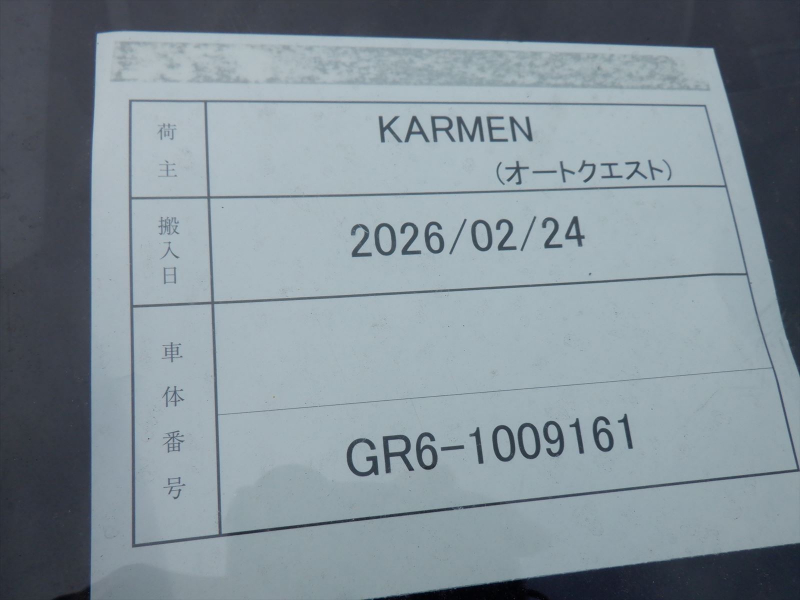 荷主 KARMEN
(オートクエスト)
搬入日 2026/02/24
車体番号 GR6-1009161